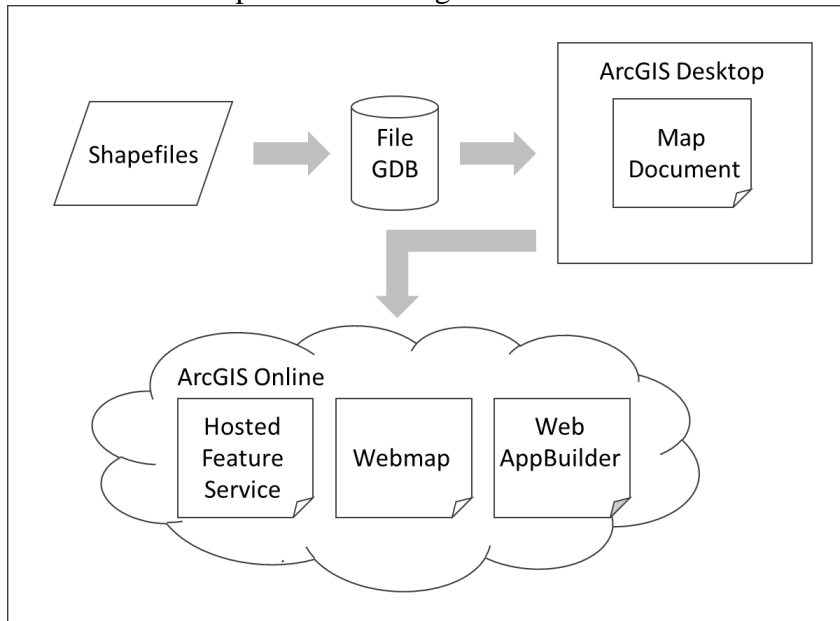 ArcGIS Desktop
Shapefiles
File
GDB
Map
Document
ArcGIS Online
Hosted
Feature
Service
Webmap
Web
AppBuilder